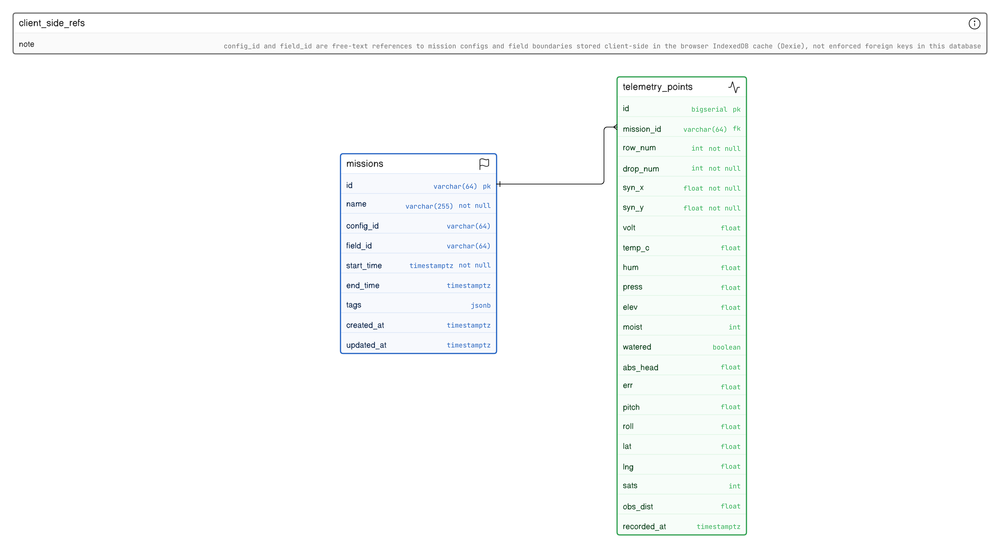 client_side_refs
note config_id and field_id are free-text references to mission configs and field boundaries stored client-side in the browser IndexedDB cache (Dexie), not enforced foreign keys in this database
missions
id varchar(64) pk
name varchar(255) not null
config_id varchar(64)
field_id varchar(64)
start_time timestamptz not null
end_time timestamptz
tags jsonb
created_at timestamptz
updated_at timestamptz
telemetry_points
id bigserial pk
mission_id varchar(64) fk
row_num int not null
drop_num int not null
syn_x float not null
syn_y float not null
volt float
temp_c float
hum float
press float
elev float
moist int
watered boolean
abs_head float
err float
pitch float
roll float
lat float
lng float
sats int
obs_dist float
recorded_at timestamptz